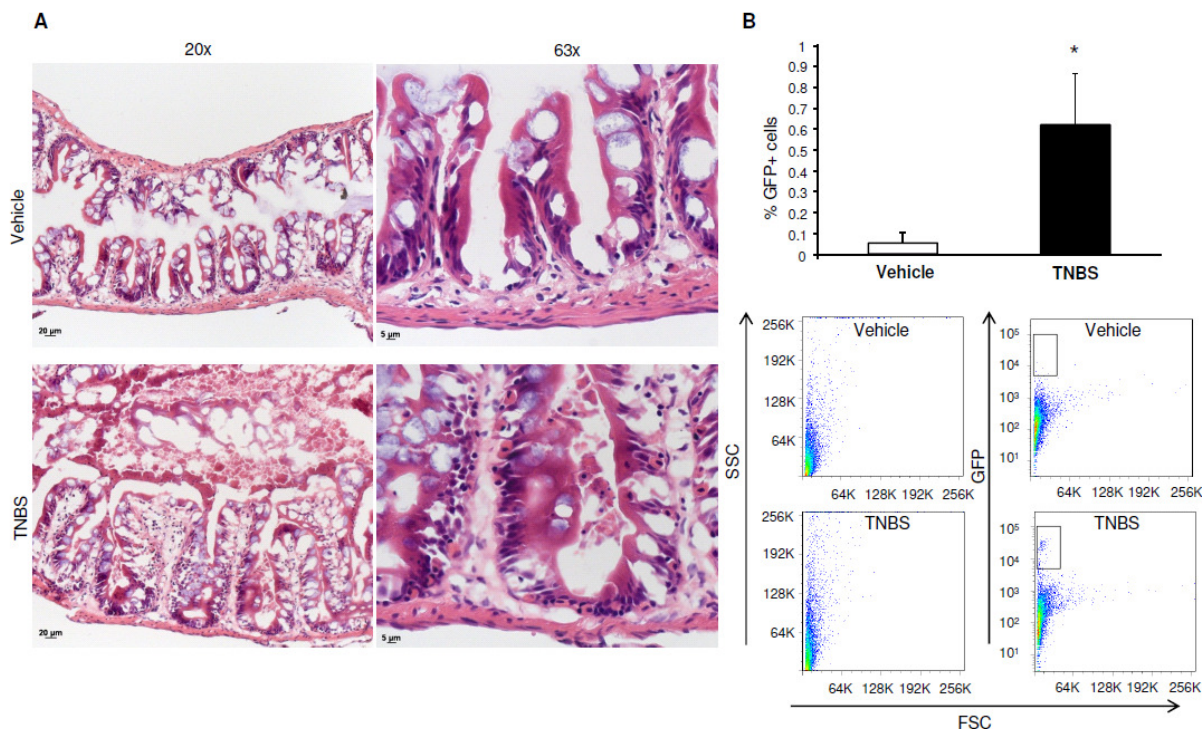 A
20x
63x
Vehicle
20 µm
5 µm
TNBS
20 µm
5 µm
B
% GFP+ cells
1
0.9
0.8
0.7
0.6
0.5
0.4
0.3
0.2
0.1
0
*
Vehicle
TNBS
SSC
256K
192K
128K
64K
Vehicle
64K 128K 192K 256K
GFP
10⁵
10⁴
10³
10²
10¹
Vehicle
64K 128K 192K 256K
256K
192K
128K
64K
TNBS
64K 128K 192K 256K
10⁵
10⁴
10³
10²
10¹
TNBS
64K 128K 192K 256K
FSC